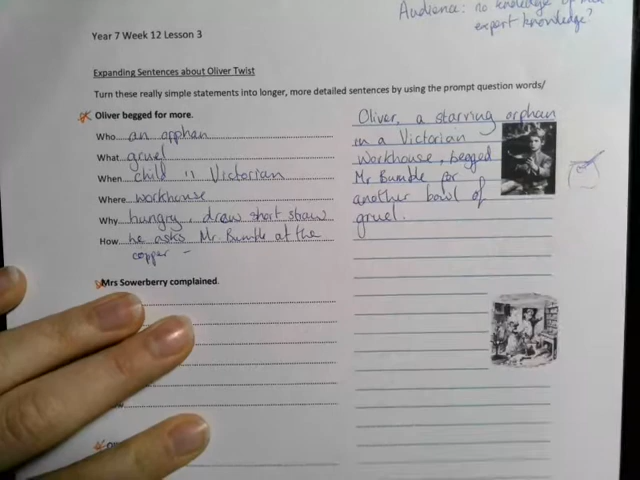 Audience: no knowledge of
expert knowledge?
Year 7 Week 12 Lesson 3
Expanding Sentences about Oliver Twist
Turn these really simple statements into longer, more detailed sentences by using the prompt question words/
Oliver begged for more.
Who an orphan
What gruel
When child " Victorian
Where workhouse
Why hungry, draw short straw
How he asks Mr Bumble at the
copper -
Oliver, a starving orphan
in a Victorian
Workhouse, begged
Mr Bumble for
another bowl of
gruel.
Mrs Sowerberry complained.